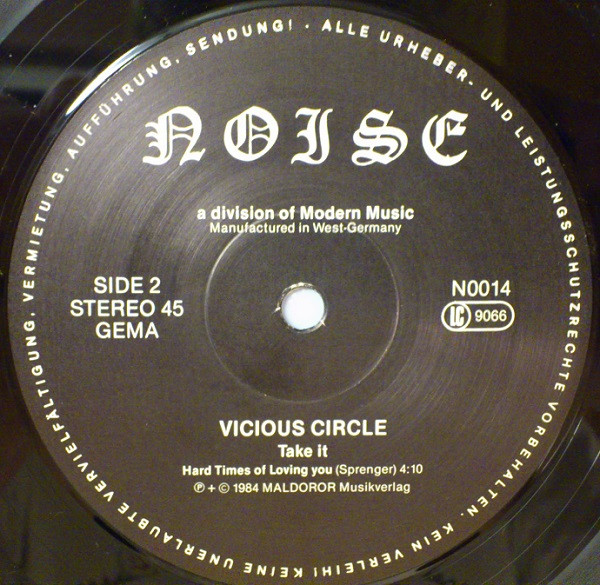 NOISE
a division of Modern Music
Manufactured in West-Germany
SIDE 2
STEREO 45
GEMA
N0014
LC 9066
VICIOUS CIRCLE
Take it
Hard Times of Loving you (Sprenger) 4:10
Ⓟ + © 1984 MALDOROR Musikverlag
· ALLE URHEBER- UND LEISTUNGSSCHUTZRECHTE VORBEHALTEN. KEIN VERLEIH! KEINE UNERLAUBTE VERVIELFÄLTIGUNG, VERMIETUNG, AUFFÜHRUNG, SENDUNG!